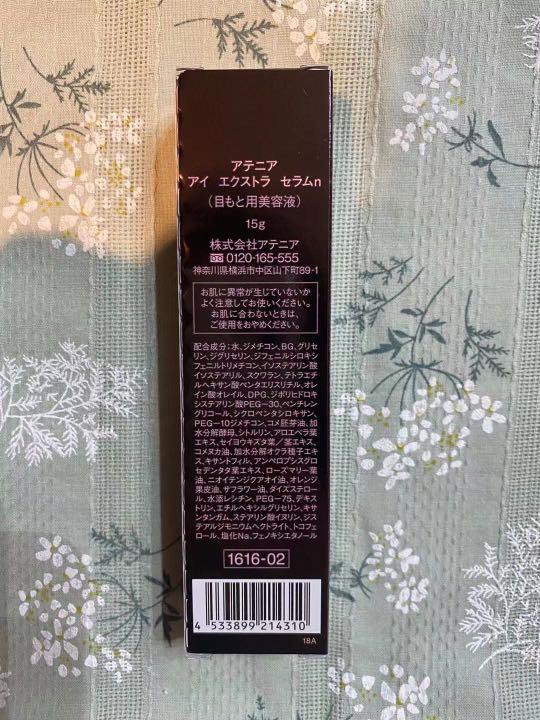 アテニア
アイ エクストラ セラムn
(目もと用美容液)
15g
株式会社アテニア
0120-165-555
神奈川県横浜市中区山下町89-1
お肌に異常が生じていないか
よく注意してお使いください。
お肌に合わないときは、
ご使用をおやめください。
配合成分:水、ジメチコン、BG、グリセ
リン、ジグリセリン、ジフェニルシロキシ
フェニルトリメチコン、イソステアリン酸
イソステアリル、スクワラン、テトラエチ
ルヘキサン酸ペンタエリスリチル、オレ
イン酸オレイル、DPG、ジポリヒドロキ
システアリン酸PEG-30、ペンチレン
グリコール、シクロペンタシロキサン、
PEG-10ジメチコン、コメ胚芽油、加
水分解酵母、シトルリン、アロエベラ葉
エキス、セイヨウキズタ葉/茎エキス、
コメヌカ油、加水分解オクラ種子エキ
ス、キサントフィル、アンペロプシスグロ
セデンタタ葉エキス、ローズマリー葉
油、ニオイテンジクアオイ油、オレンジ
果皮油、サフラワー油、ダイズステロー
ル、水添レシチン、PEG-75、デキス
トリン、エチルヘキシルグリセリン、キサ
ンタンガム、ステアリン酸イヌリン、ジス
テアルジモニウムヘクトライト、トコフェ
ロール、塩化Na、フェノキシエタノール
1616-02
4 533899 214310
18A